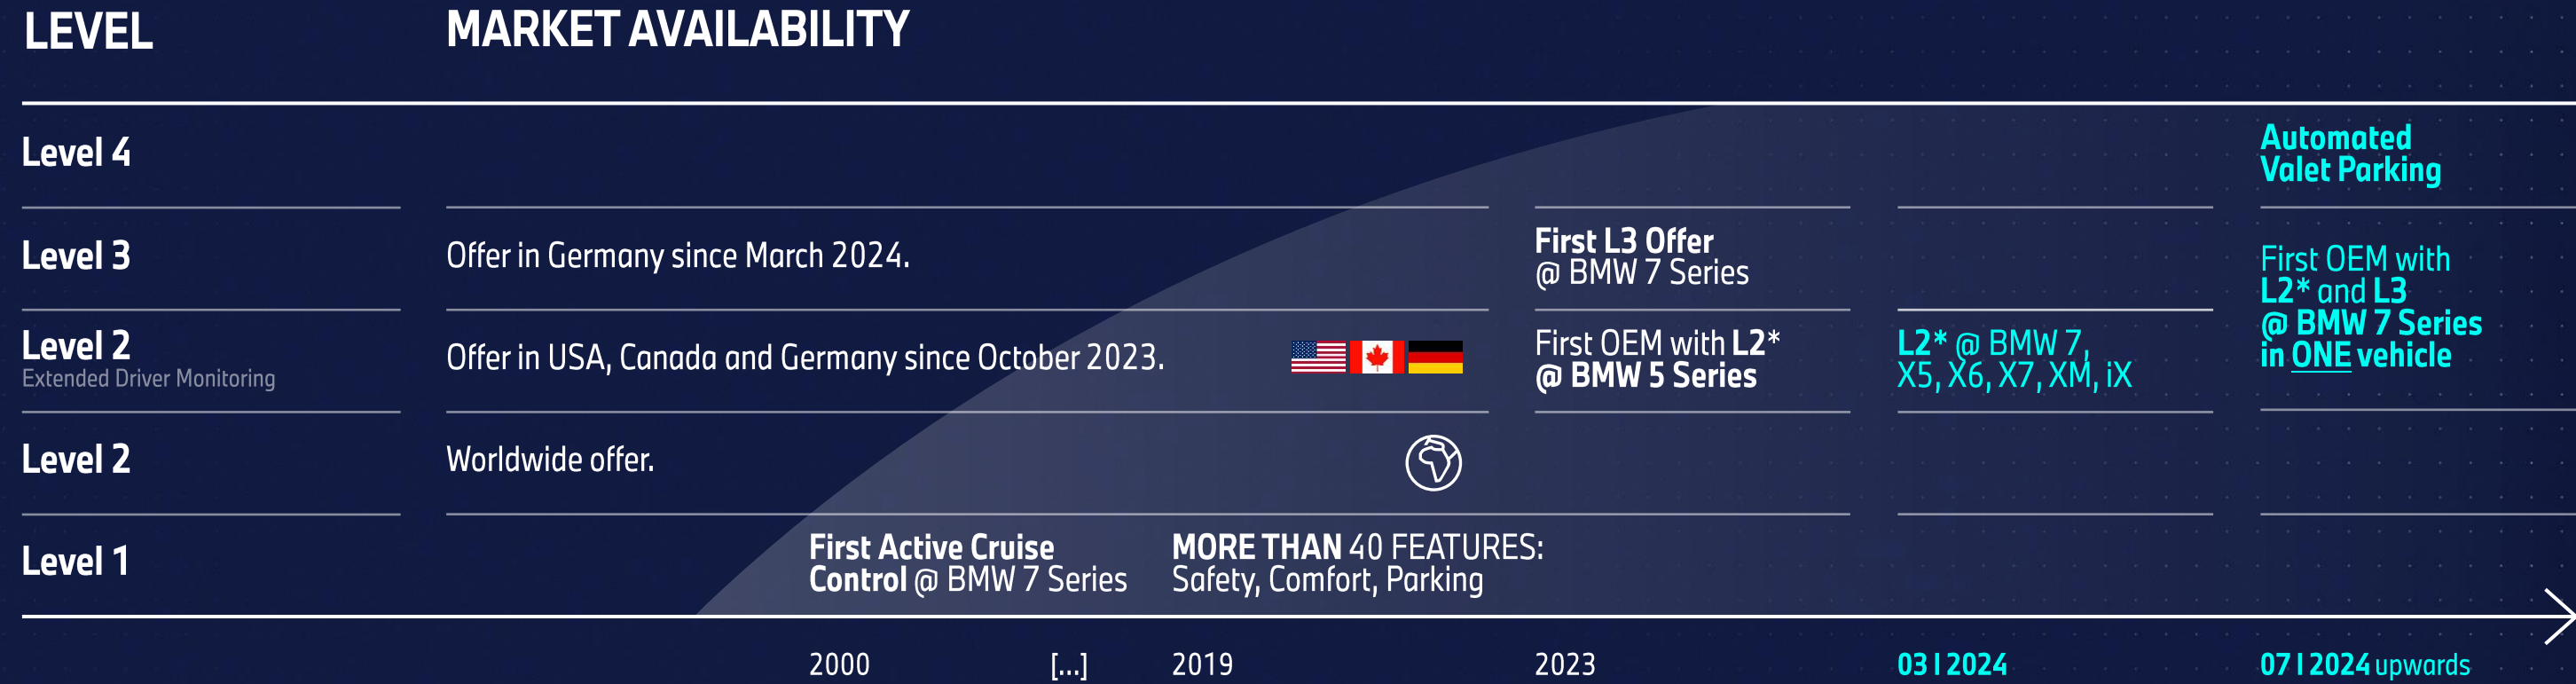 LEVEL
MARKET AVAILABILITY
Level 4
Automated
Valet Parking
Level 3
Offer in Germany since March 2024.
First L3 Offer
@ BMW 7 Series
First OEM with
L2* and L3
@ BMW 7 Series
in ONE vehicle
Level 2
Extended Driver Monitoring
Offer in USA, Canada and Germany since October 2023.
First OEM with L2*
@ BMW 5 Series
L2* @ BMW 7,
X5, X6, X7, XM, iX
Level 2
Worldwide offer.
Level 1
First Active Cruise
Control @ BMW 7 Series
MORE THAN 40 FEATURES:
Safety, Comfort, Parking
2000
[...]
2019
2023
03 | 2024
07 | 2024 upwards